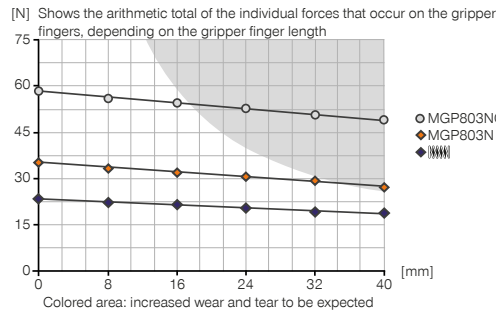 [N] Shows the arithmetic total of the individual forces that occur on the gripper
fingers, depending on the gripper finger length
75
60
45
30
15
0
0 8 16 24 32 40
[mm]
MGP803N
Colored area: increased wear and tear to be expected